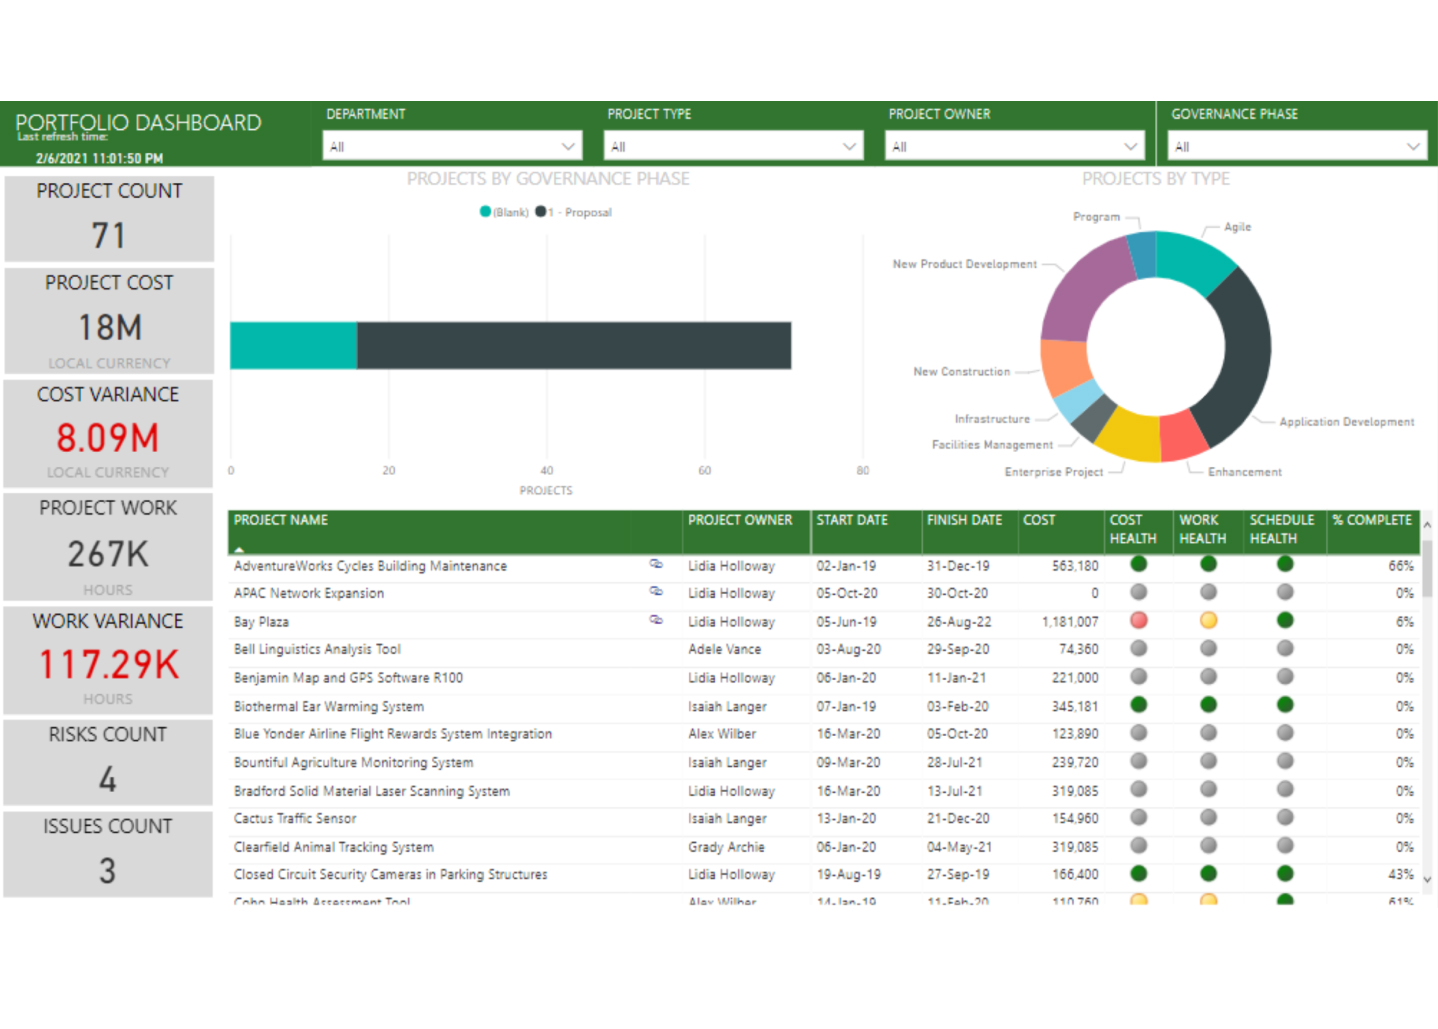 PORTFOLIO DASHBOARD
Last refresh time:
2/6/2021 11:01:50 PM
DEPARTMENT
All
PROJECT TYPE
All
PROJECT OWNER
All
GOVERNANCE PHASE
All
PROJECT COUNT
71
PROJECT COST
18M
LOCAL CURRENCY
COST VARIANCE
8.09M
LOCAL CURRENCY
PROJECT WORK
267K
HOURS
WORK VARIANCE
117.29K
HOURS
RISKS COUNT
4
ISSUES COUNT
3
PROJECTS BY GOVERNANCE PHASE
(Blank) 1 - Proposal
0 20 40 60 80
PROJECTS
PROJECTS BY TYPE
Program
Agile
New Product Development
New Construction
Infrastructure
Facilities Management
Enterprise Project
Application Development
Enhancement
PROJECT NAME PROJECT OWNER START DATE FINISH DATE COST COST HEALTH WORK HEALTH SCHEDULE HEALTH % COMPLETE
AdventureWorks Cycles Building Maintenance Lidia Holloway 02-Jan-19 31-Dec-19 563,180 66%
APAC Network Expansion Lidia Holloway 05-Oct-20 30-Oct-20 0 0%
Bay Plaza Lidia Holloway 05-Jun-19 26-Aug-22 1,181,007 6%
Bell Linguistics Analysis Tool Adele Vance 03-Aug-20 29-Sep-20 74,360 0%
Benjamin Map and GPS Software R100 Lidia Holloway 06-Jan-20 11-Jan-21 221,000 0%
Biothermal Ear Warming System Isaiah Langer 07-Jan-19 03-Feb-20 345,181 0%
Blue Yonder Airline Flight Rewards System Integration Alex Wilber 16-Mar-20 05-Oct-20 123,890 0%
Bountiful Agriculture Monitoring System Isaiah Langer 09-Mar-20 28-Jul-21 239,720 0%
Bradford Solid Material Laser Scanning System Lidia Holloway 16-Mar-20 13-Jul-21 319,085 0%
Cactus Traffic Sensor Isaiah Langer 13-Jan-20 21-Dec-20 154,960 0%
Clearfield Animal Tracking System Grady Archie 06-Jan-20 04-May-21 319,085 0%
Closed Circuit Security Cameras in Parking Structures Lidia Holloway 19-Aug-19 27-Sep-19 166,400 43%
Coho Health Assessment Tool Alex Wilber 14-Jan-19 11-Feb-20 110,760 61%